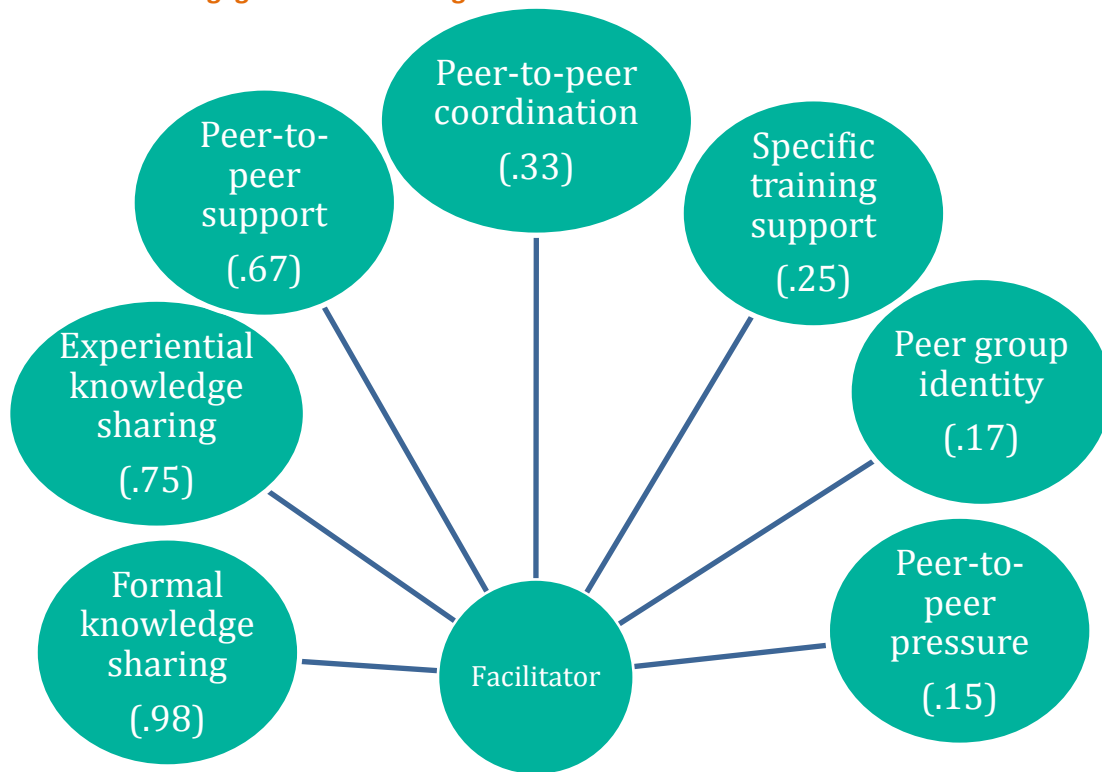 Peer-to-peer
coordination
(.33)
Peer-to-
peer
support
(.67)
Specific
training
support
(.25)
Experiential
knowledge
sharing
(.75)
Peer group
identity
(.17)
Formal
knowledge
sharing
(.98)
Peer-to-
peer
pressure
(.15)
Facilitator